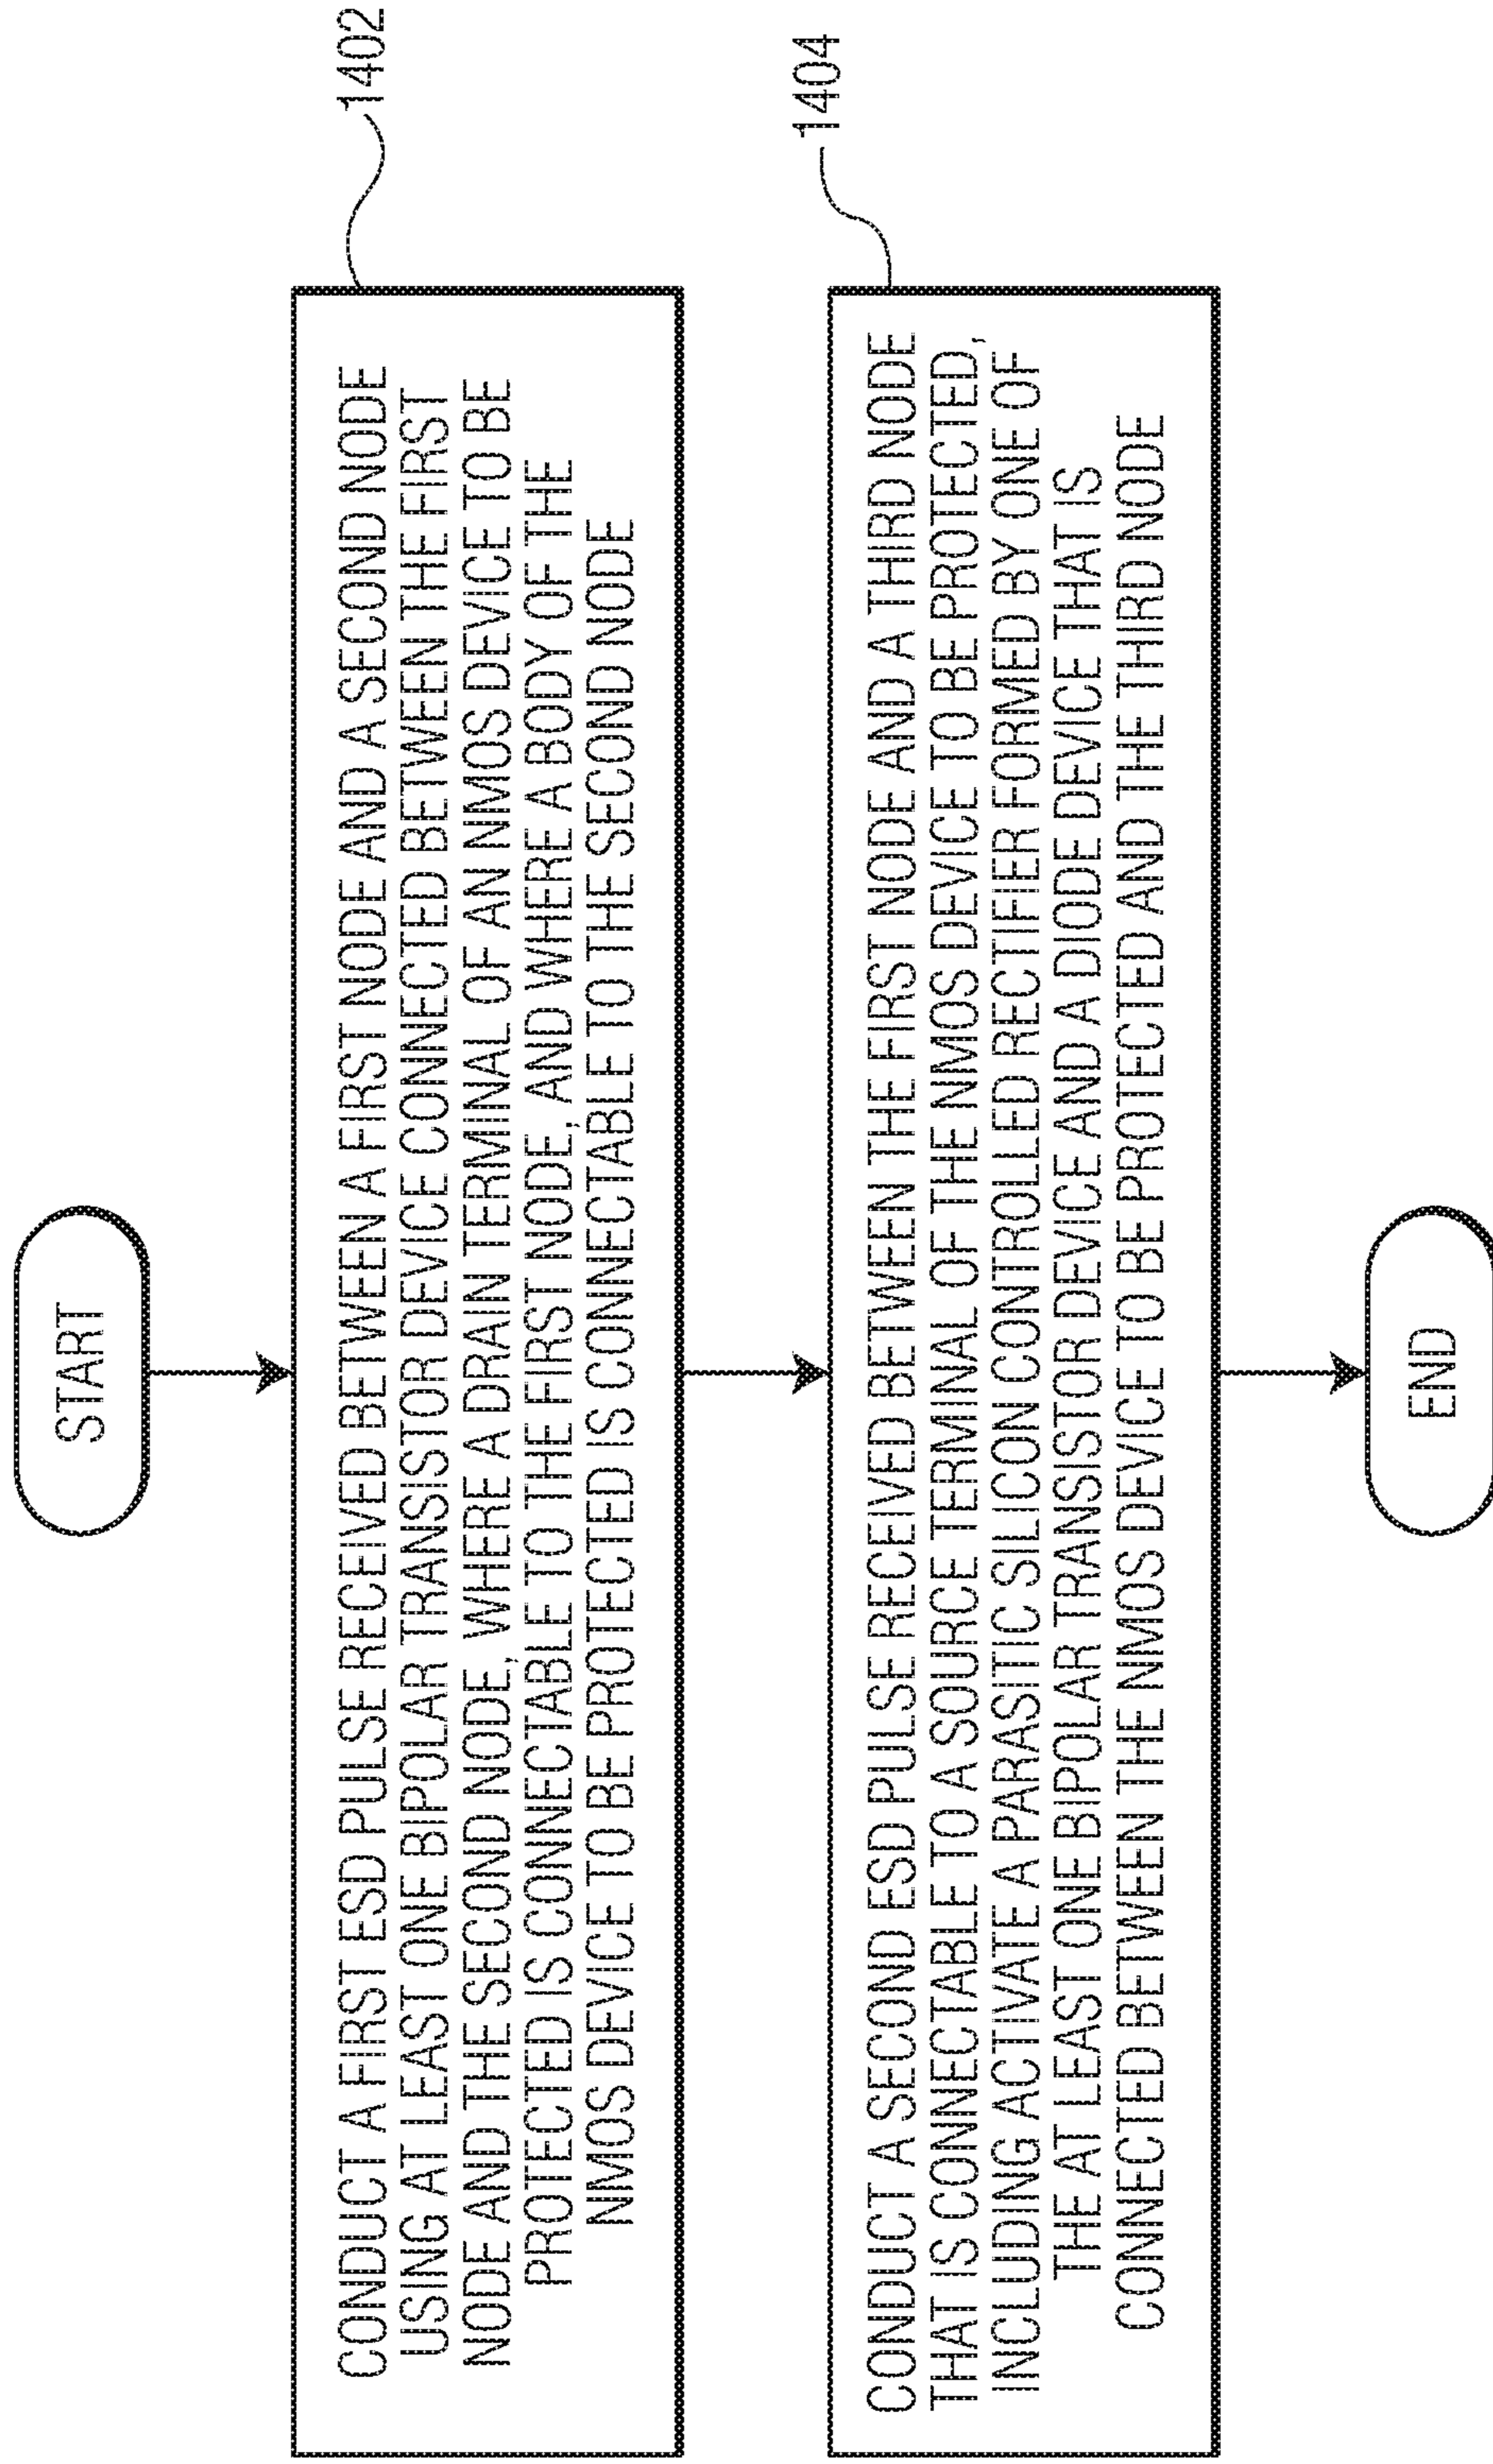 START
CONDUCT A FIRST ESD PULSE RECEIVED BETWEEN A FIRST NODE AND A SECOND NODE
USING AT LEAST ONE BIPOLAR TRANSISTOR DEVICE CONNECTED BETWEEN THE FIRST
NODE AND THE SECOND NODE, WHERE A DRAIN TERMINAL OF AN NMOS DEVICE TO BE
PROTECTED IS CONNECTABLE TO THE FIRST NODE, AND WHERE A BODY OF THE
NMOS DEVICE TO BE PROTECTED IS CONNECTABLE TO THE SECOND NODE
1402
CONDUCT A SECOND ESD PULSE RECEIVED BETWEEN THE FIRST NODE AND A THIRD NODE
THAT IS CONNECTABLE TO A SOURCE TERMINAL OF THE NMOS DEVICE TO BE PROTECTED,
INCLUDING ACTIVATE A PARASITIC SILICON CONTROLLED RECTIFIER FORMED BY ONE OF
THE AT LEAST ONE BIPOLAR TRANSISTOR DEVICE AND A DIODE DEVICE THAT IS
CONNECTED BETWEEN THE NMOS DEVICE TO BE PROTECTED AND THE THIRD NODE
1404
END